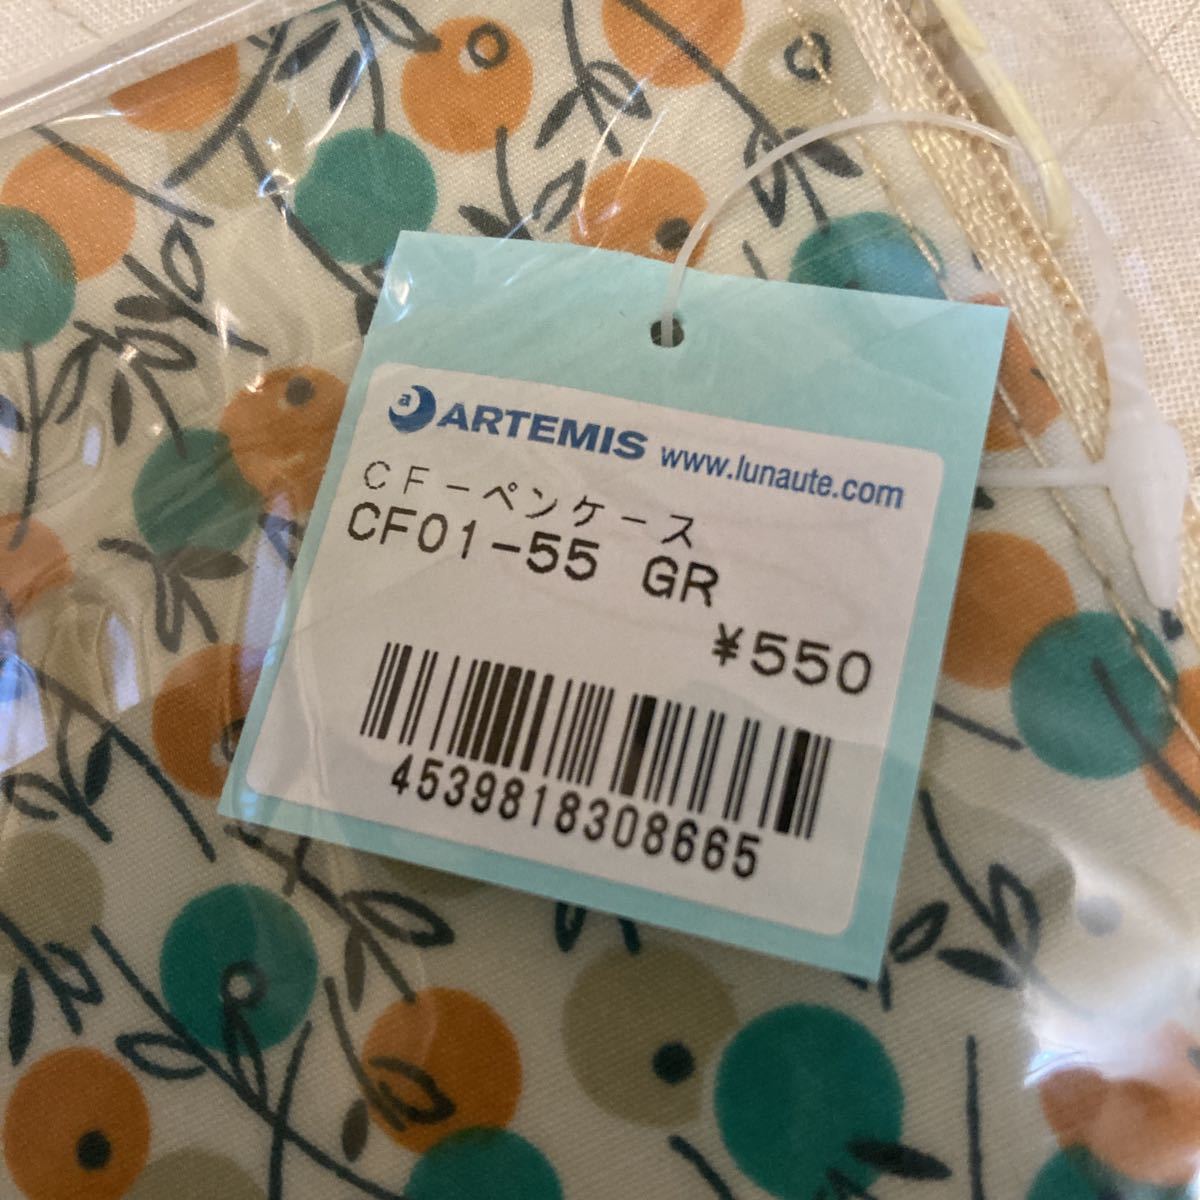 a ARTEMIS www.lunaute.com
ＣＦ－ペンケース
CF01-55 GR
¥550
4539818308665